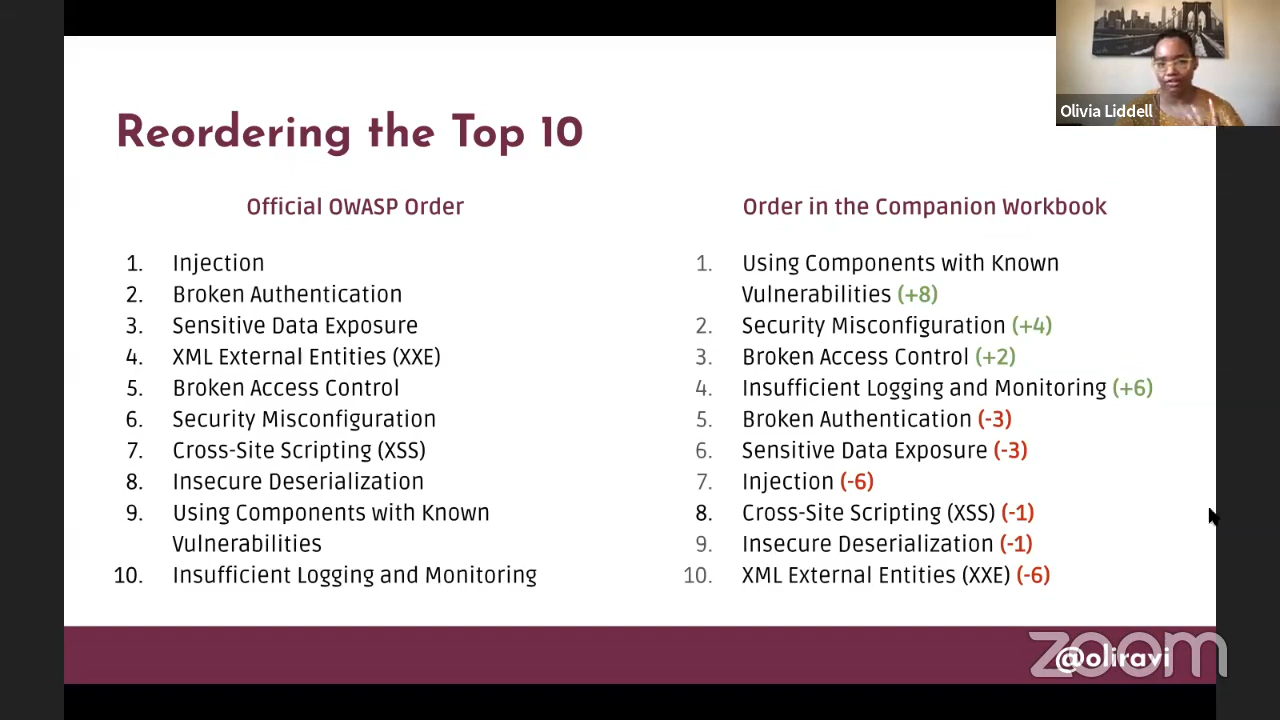 Olivia Liddell
Reordering the Top 10
Official OWASP Order
1. Injection
2. Broken Authentication
3. Sensitive Data Exposure
4. XML External Entities (XXE)
5. Broken Access Control
6. Security Misconfiguration
7. Cross-Site Scripting (XSS)
8. Insecure Deserialization
9. Using Components with Known
Vulnerabilities
10. Insufficient Logging and Monitoring
Order in the Companion Workbook
1. Using Components with Known
Vulnerabilities (+8)
2. Security Misconfiguration (+4)
3. Broken Access Control (+2)
4. Insufficient Logging and Monitoring (+6)
5. Broken Authentication (-3)
6. Sensitive Data Exposure (-3)
7. Injection (-6)
8. Cross-Site Scripting (XSS) (-1)
9. Insecure Deserialization (-1)
10. XML External Entities (XXE) (-6)
@oliravi
zoom